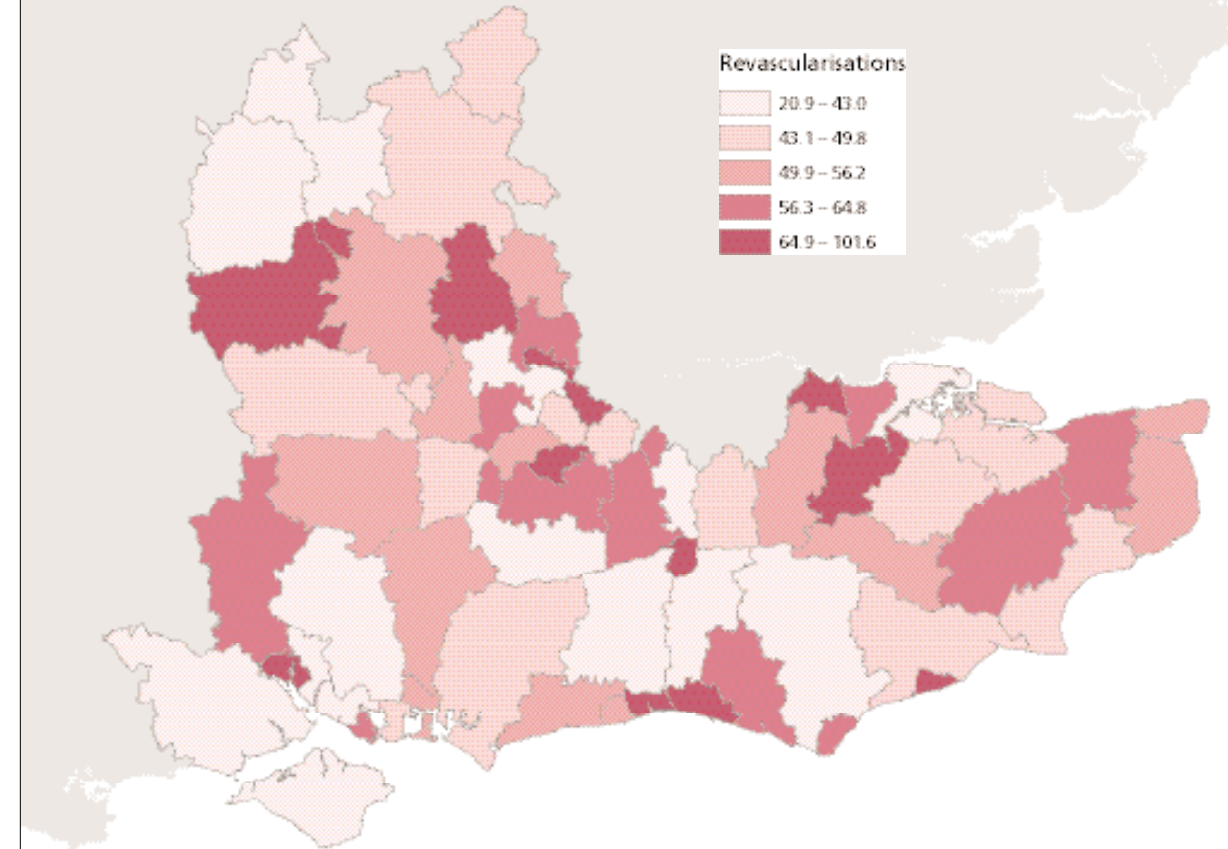 Revascularisations
20.9 – 43.0
43.1 – 49.8
49.9 – 56.2
56.3 – 64.8
64.9 – 101.6